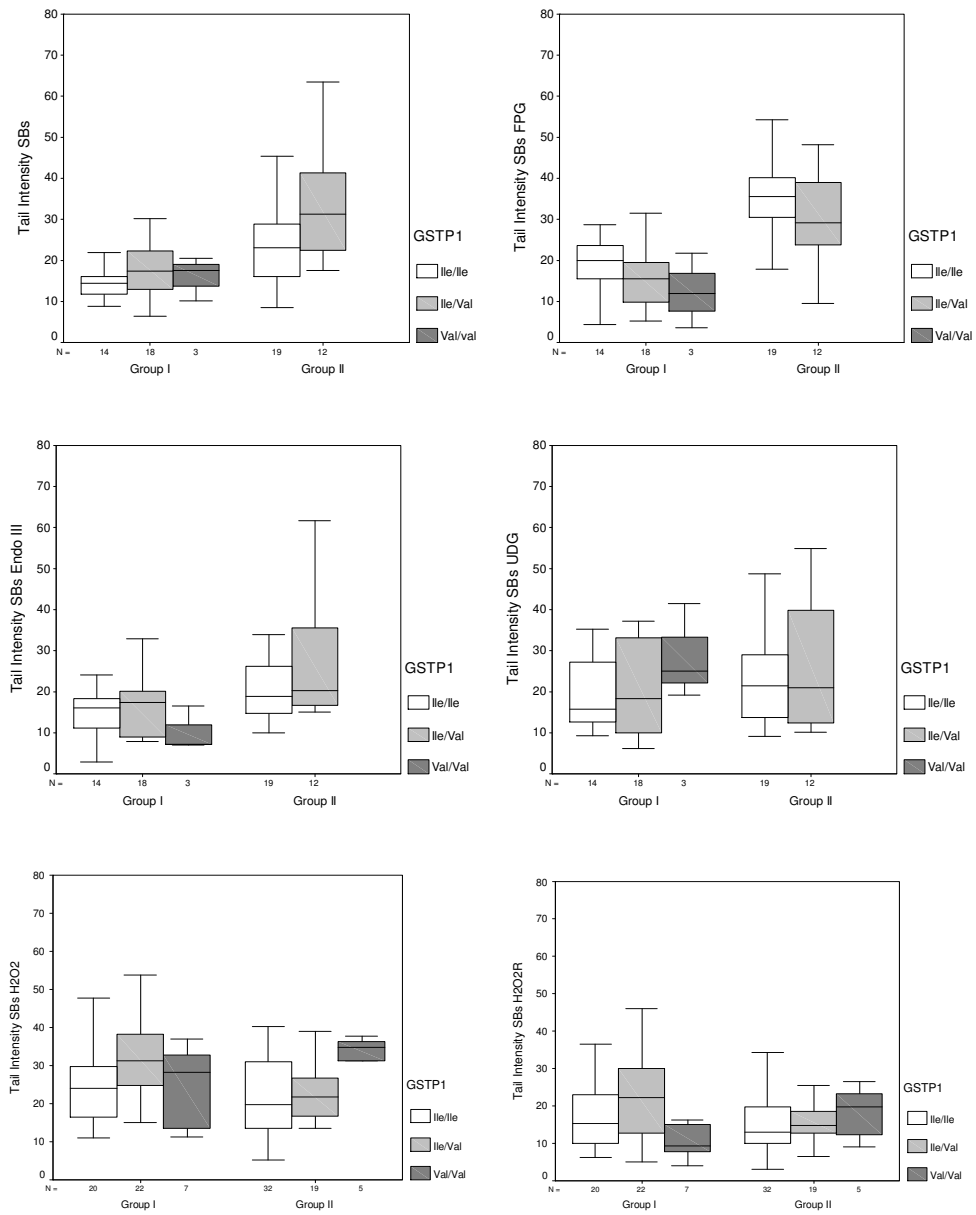 80
70
60
50
40
30
20
10
0
Tail Intensity SBs
N = 14 18 3 19 12
Group I Group II
GSTP1
Ile/Ile
Ile/Val
Val/val
80
70
60
50
40
30
20
10
0
Tail Intensity SBs FPG
N = 14 18 3 19 12
Group I Group II
GSTP1
Ile/Ile
Ile/Val
Val/Val
80
70
60
50
40
30
20
10
0
Tail Intensity SBs Endo III
N = 14 18 3 19 12
Group I Group II
GSTP1
Ile/Ile
Ile/Val
Val/Val
80
70
60
50
40
30
20
10
0
Tail Intensity SBs UDG
N = 14 18 3 19 12
Group I Group II
GSTP1
Ile/Ile
Ile/Val
Val/Val
80
70
60
50
40
30
20
10
0
Tail Intensity SBs H2O2
N = 20 22 7 32 19 5
Group I Group II
GSTP1
Ile/Ile
Ile/Val
Val/Val
80
70
60
50
40
30
20
10
0
Tail Intensity SBs H2O2R
N = 20 22 7 32 19 5
Group I Group II
GSTP1
Ile/Ile
Ile/Val
Val/Val